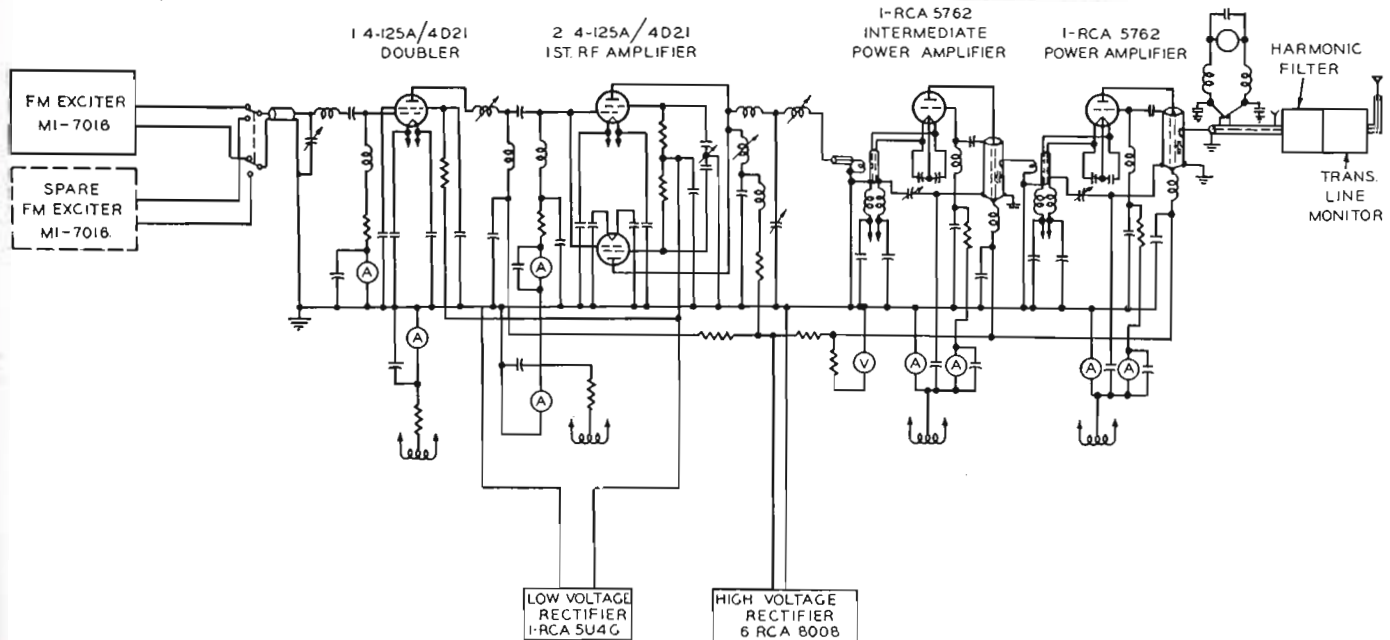 1 4-125A/4D21
DOUBLER
2 4-125A/4D21
1ST. RF AMPLIFIER
1-RCA 5762
INTERMEDIATE
POWER AMPLIFIER
1-RCA 5762
POWER AMPLIFIER
HARMONIC
FILTER
FM EXCITER
MI-7016
SPARE
FM EXCITER
MI-7016.
TRANS.
LINE
MONITOR
A
A
A
A
V
A
A
A
A
LOW VOLTAGE
RECTIFIER
1-RCA 5U4G
HIGH VOLTAGE
RECTIFIER
6 RCA 8008